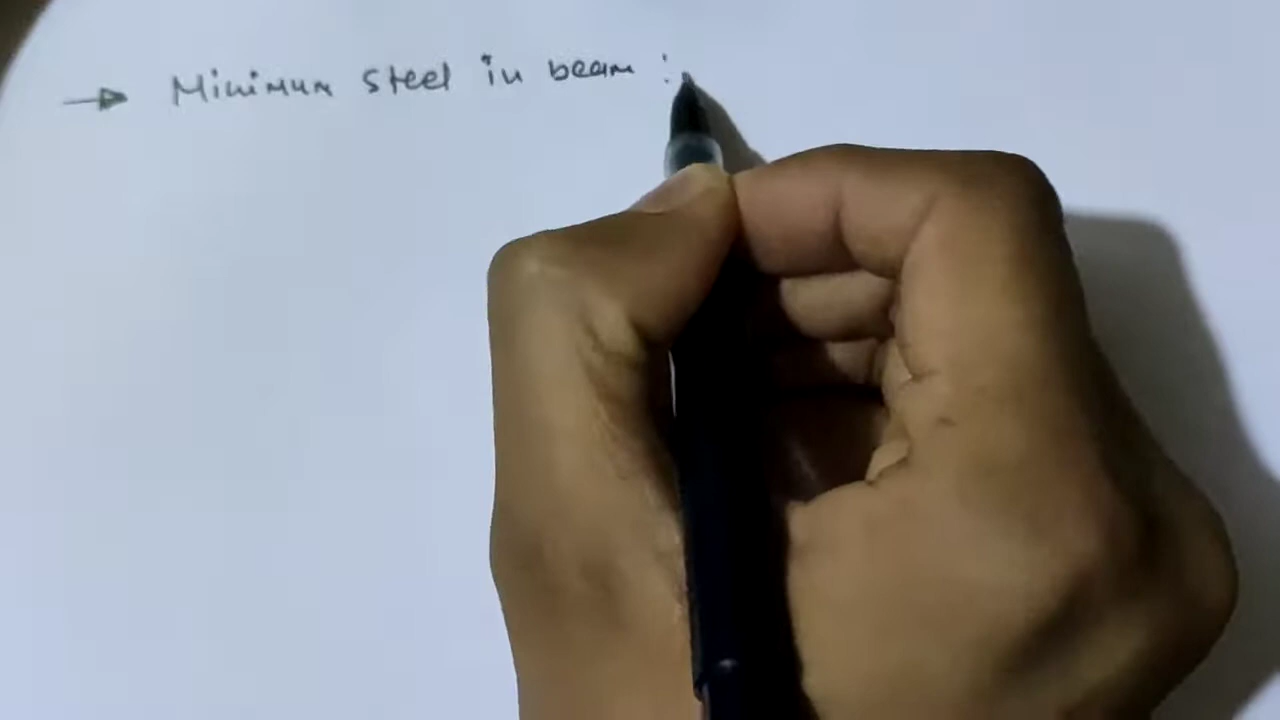 → Minimum steel in beam :